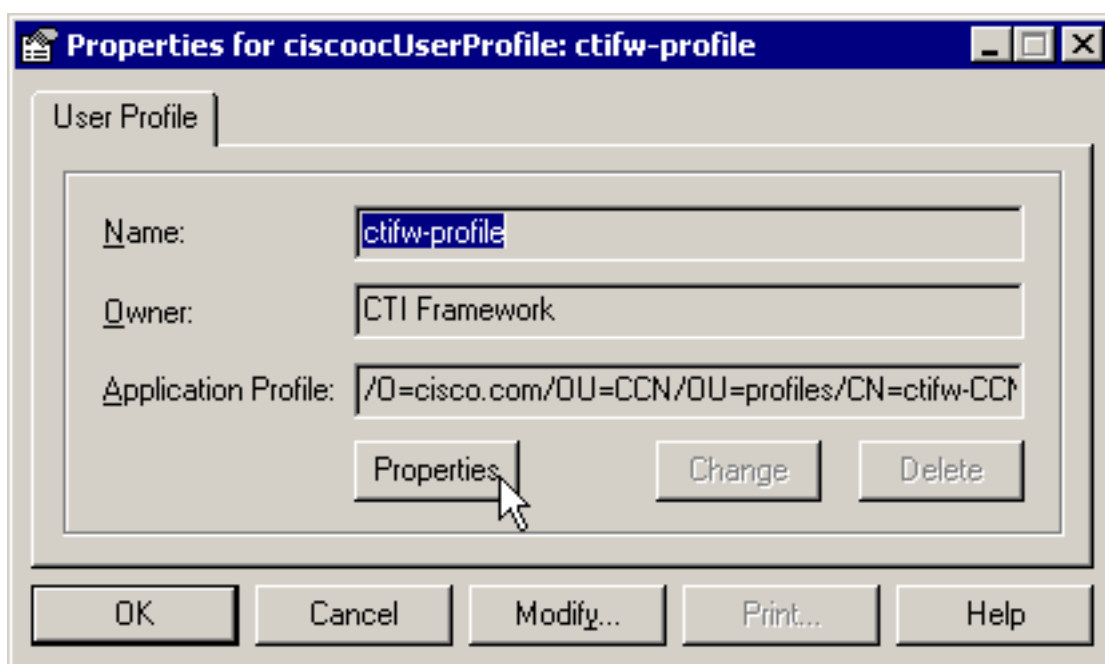 Properties for ciscoocUserProfile: ctifw-profile
User Profile
Name: ctifw-profile
Owner: CTI Framework
Application Profile: /O=cisco.com/OU=CCN/OU=profiles/CN=ctifw-CCN
Properties Change Delete
OK Cancel Modify... Print... Help